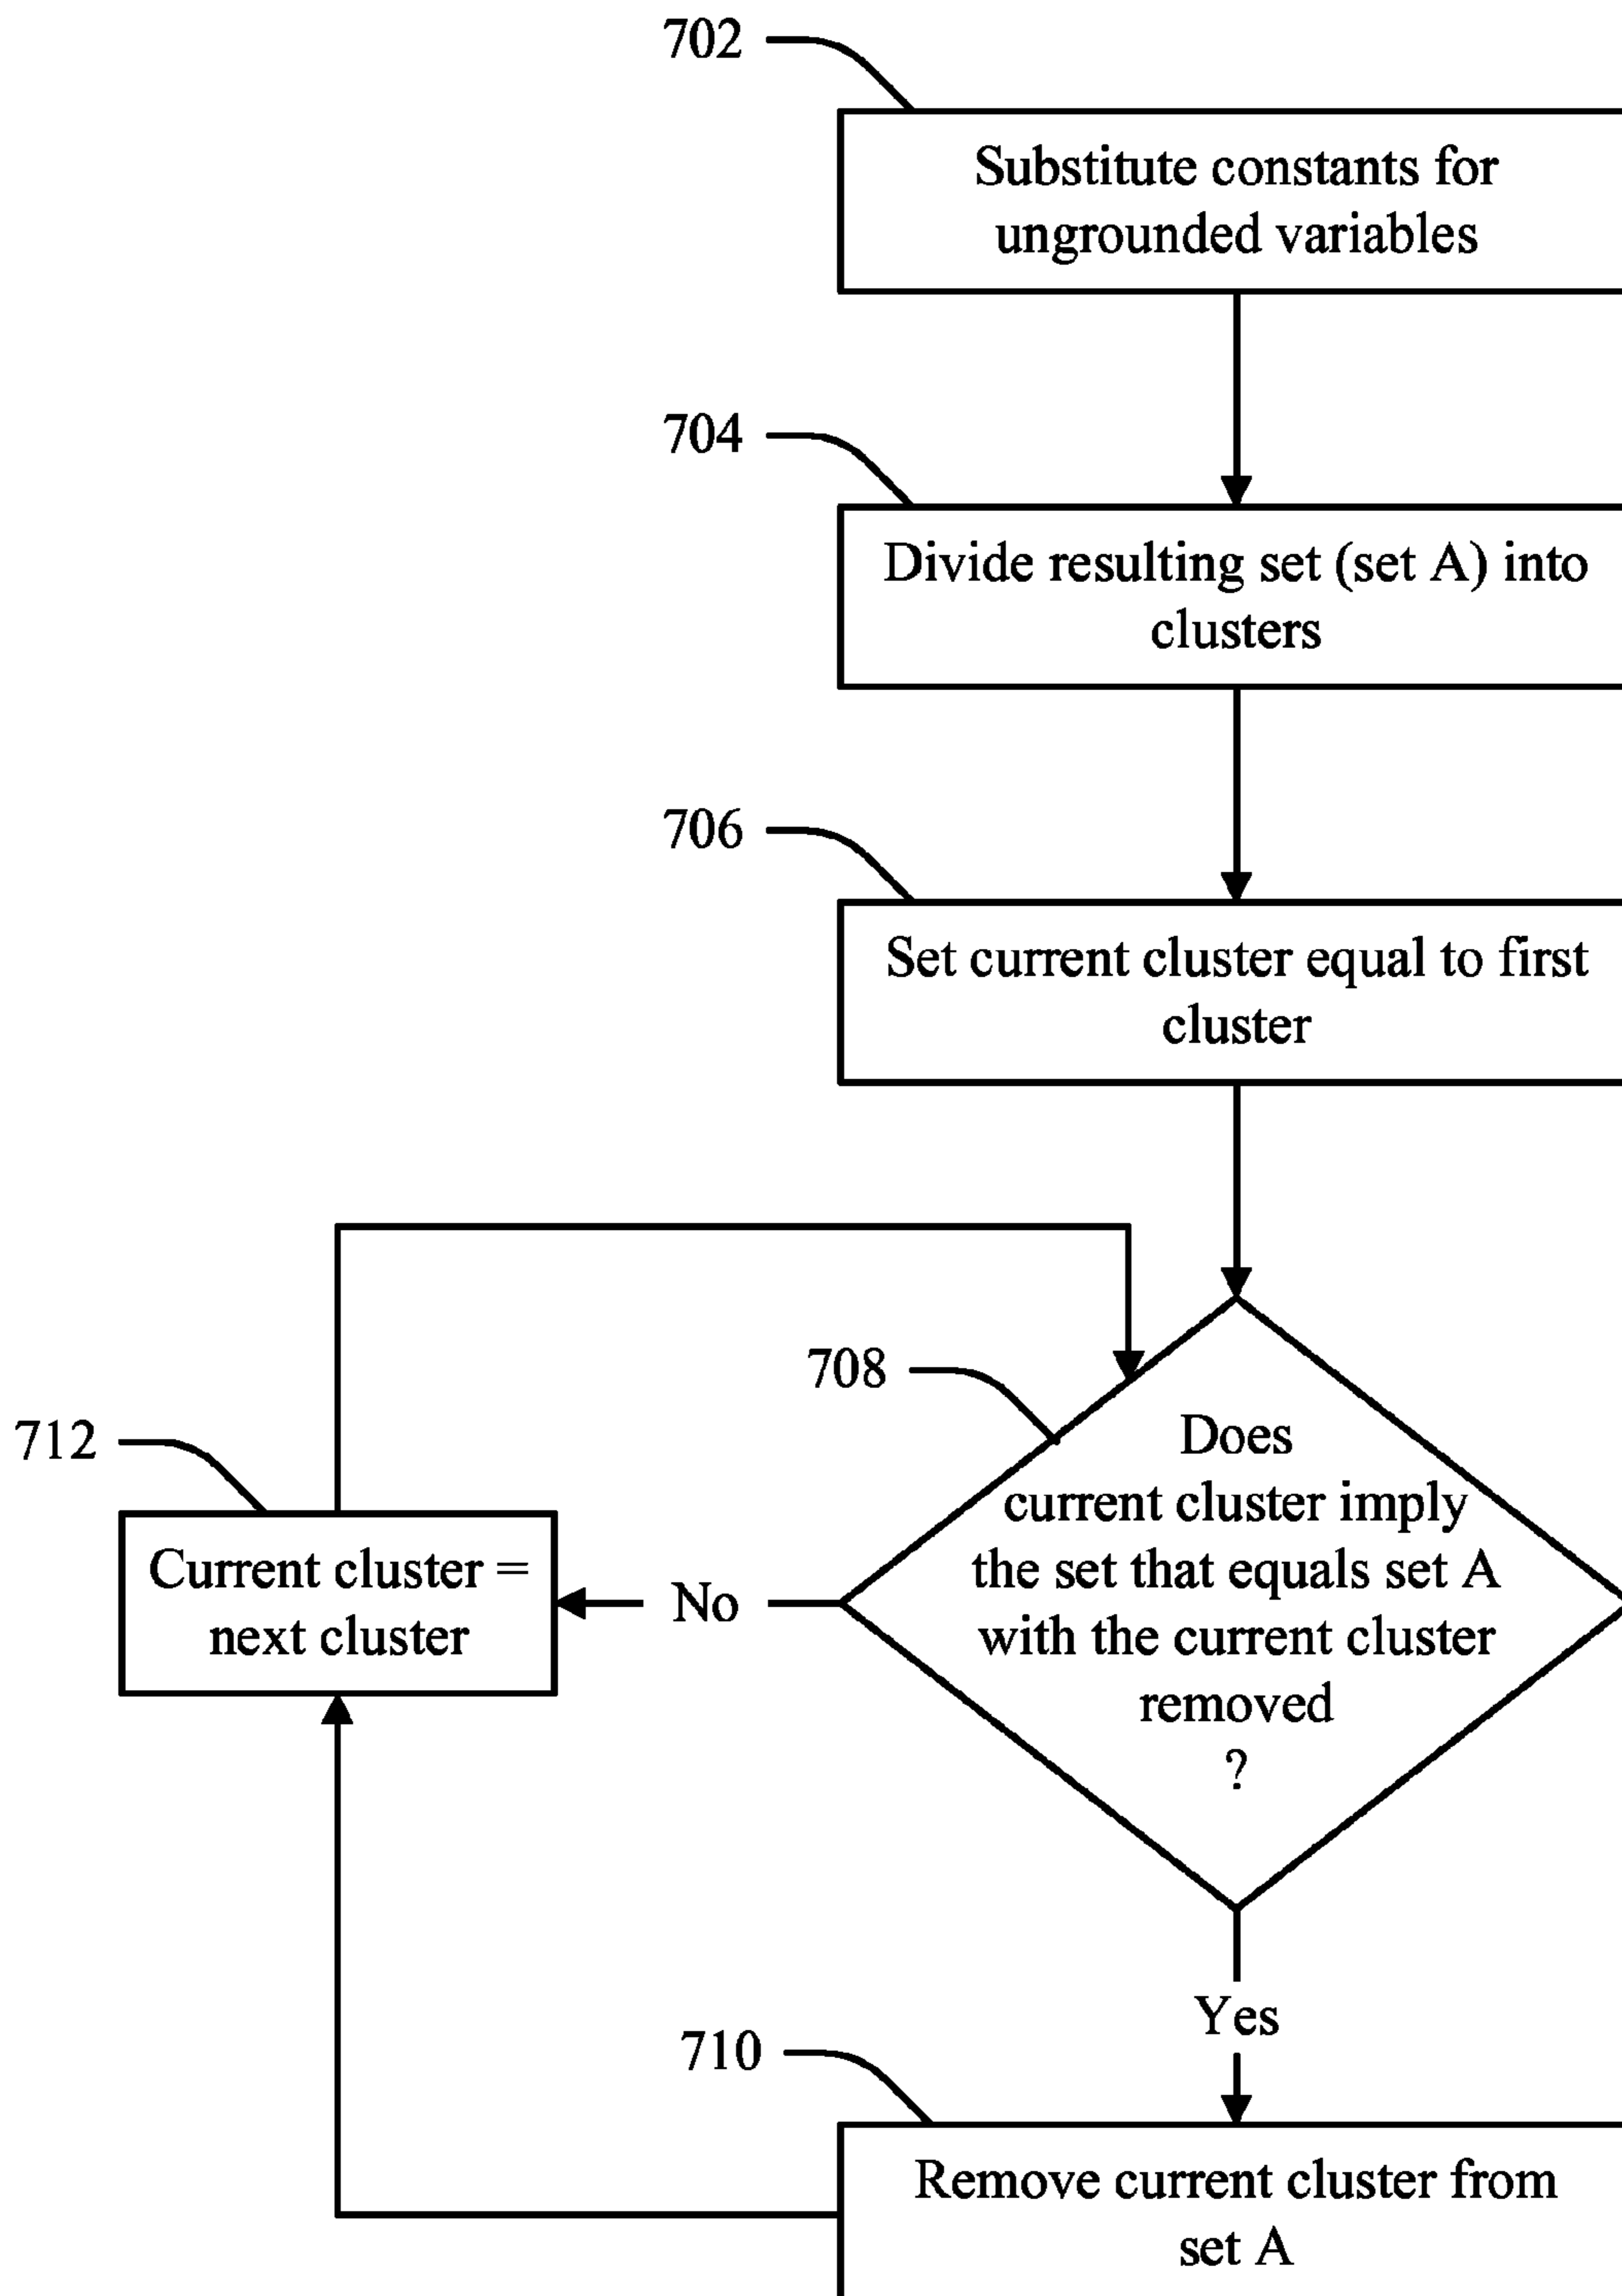 702
Substitute constants for
ungrounded variables
704
Divide resulting set (set A) into
clusters
706
Set current cluster equal to first
cluster
708
Does
current cluster imply
the set that equals set A
with the current cluster
removed
?
712
Current cluster =
next cluster
No
Yes
710
Remove current cluster from
set A